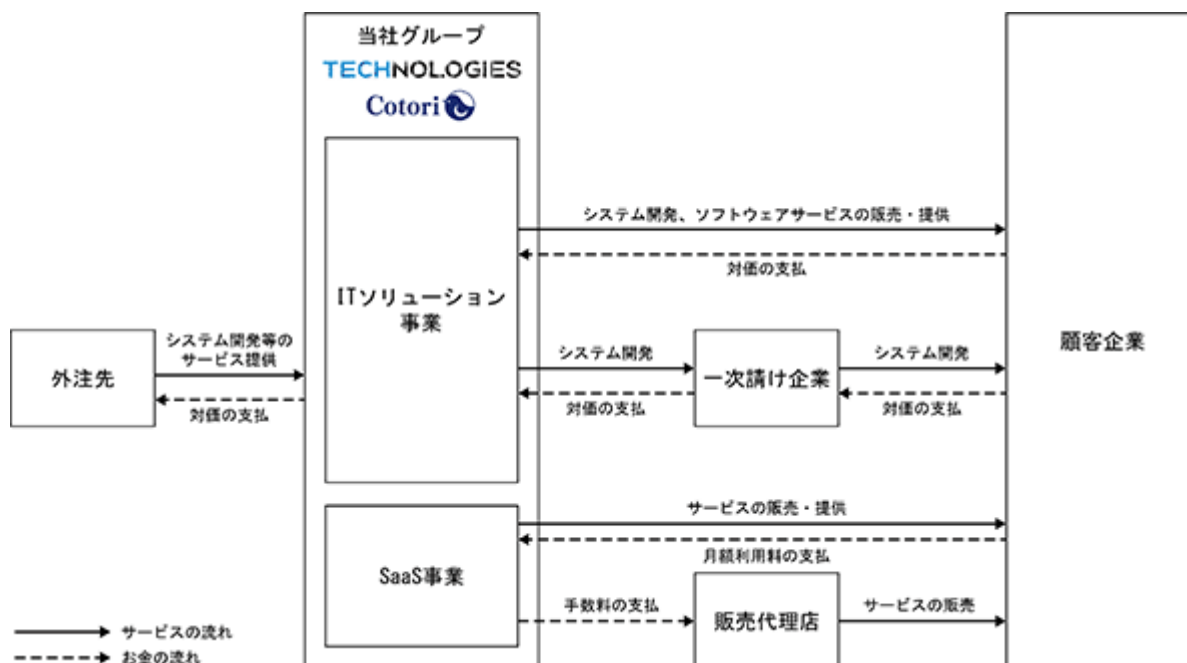 当社グループ
TECHNOLOGIES
Cotori
システム開発、ソフトウェアサービスの販売・提供
対価の支払
ITソリューション
事業
顧客企業
システム開発等の
サービス提供
外注先
対価の支払
システム開発
一次請け企業
システム開発
対価の支払
対価の支払
サービスの販売・提供
月額利用料の支払
SaaS事業
手数料の支払
販売代理店
サービスの販売
サービスの流れ
お金の流れ